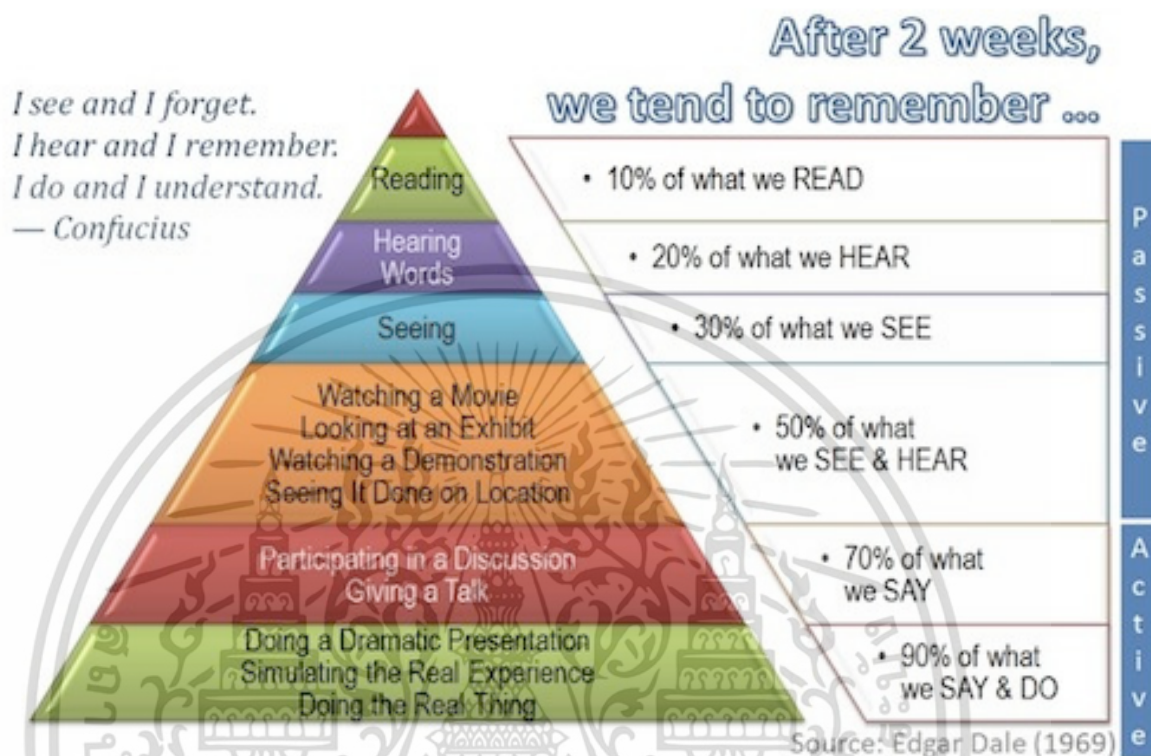 After 2 weeks,
we tend to remember ...
I see and I forget.
I hear and I remember.
I do and I understand.
— Confucius
Reading
• 10% of what we READ
Hearing
Words
• 20% of what we HEAR
Seeing
• 30% of what we SEE
Watching a Movie
Looking at an Exhibit
Watching a Demonstration
Seeing It Done on Location
• 50% of what
we SEE & HEAR
Participating in a Discussion
Giving a Talk
• 70% of what
we SAY
Doing a Dramatic Presentation
Simulating the Real Experience
Doing the Real Thing
• 90% of what
we SAY & DO
Passive
Active
Source: Edgar Dale (1969)